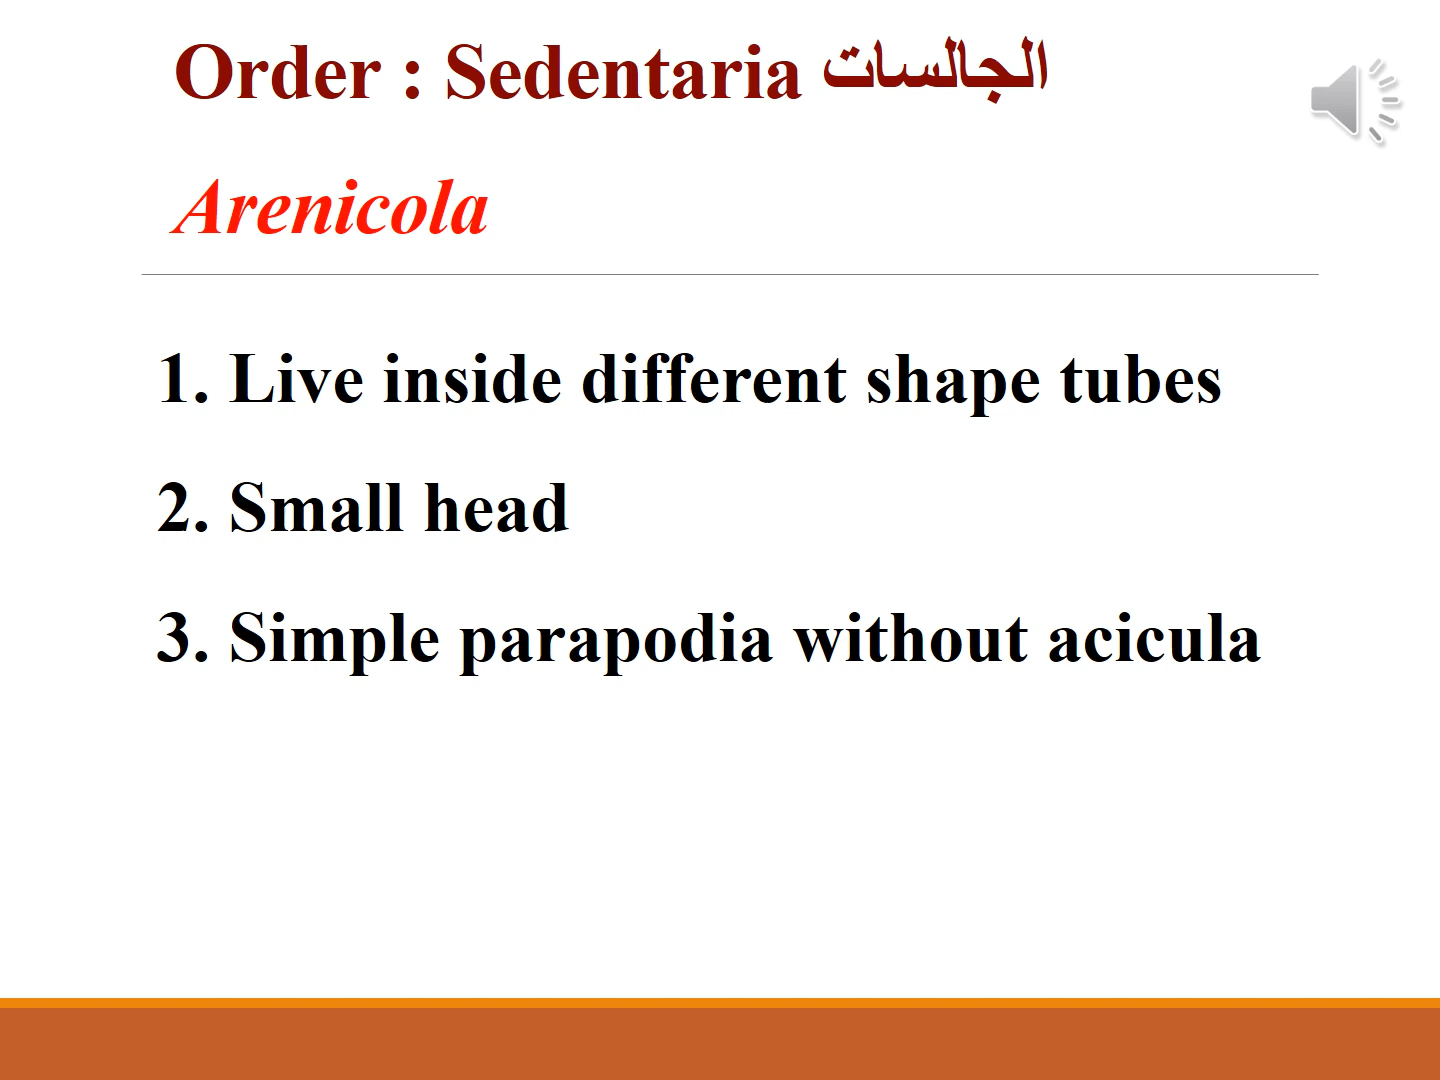 Order : Sedentaria الجالسات
Arenicola
1. Live inside different shape tubes
2. Small head
3. Simple parapodia without acicula